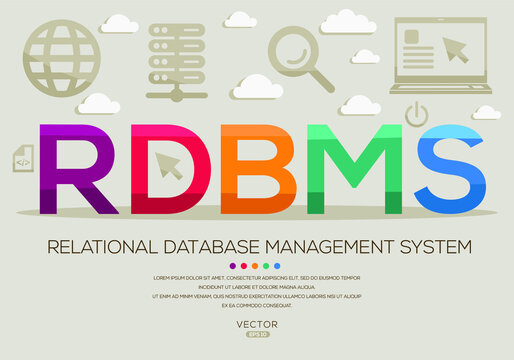 </>
RDBMS
RELATIONAL DATABASE MANAGEMENT SYSTEM
LOREM IPSUM DOLOR SIT AMET, CONSECTETUR ADIPISCING ELIT, SED DO EIUSMOD TEMPOR
INCIDIDUNT UT LABORE ET DOLORE MAGNA ALIQUA.
UT ENIM AD MINIM VENIAM, QUIS NOSTRUD EXERCITATION ULLAMCO LABORIS NISI UT ALIQUIP
EX EA COMMODO CONSEQUAT.
VECTOR
EPS10